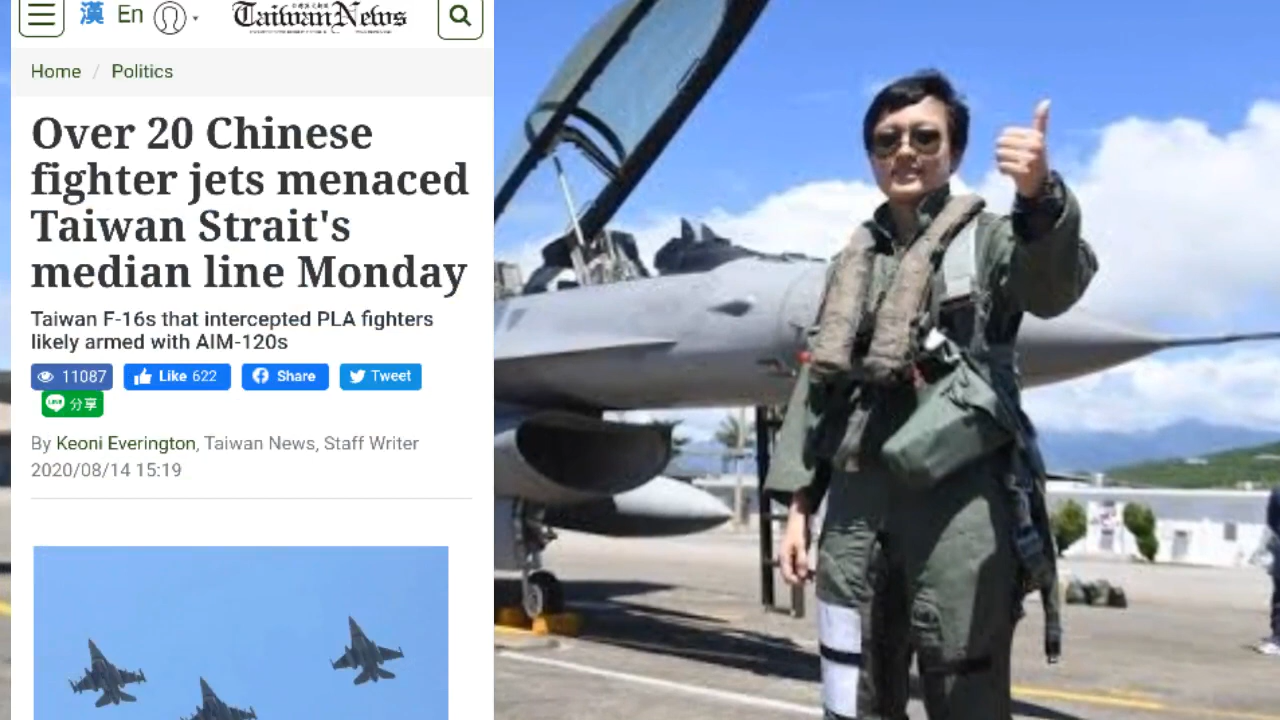 漢 En
Taiwan News
Home / Politics
Over 20 Chinese
fighter jets menaced
Taiwan Strait's
median line Monday
Taiwan F-16s that intercepted PLA fighters
likely armed with AIM-120s
11087 Like 622 Share Tweet
LINE 分享
By Keoni Everington, Taiwan News, Staff Writer
2020/08/14 15:19